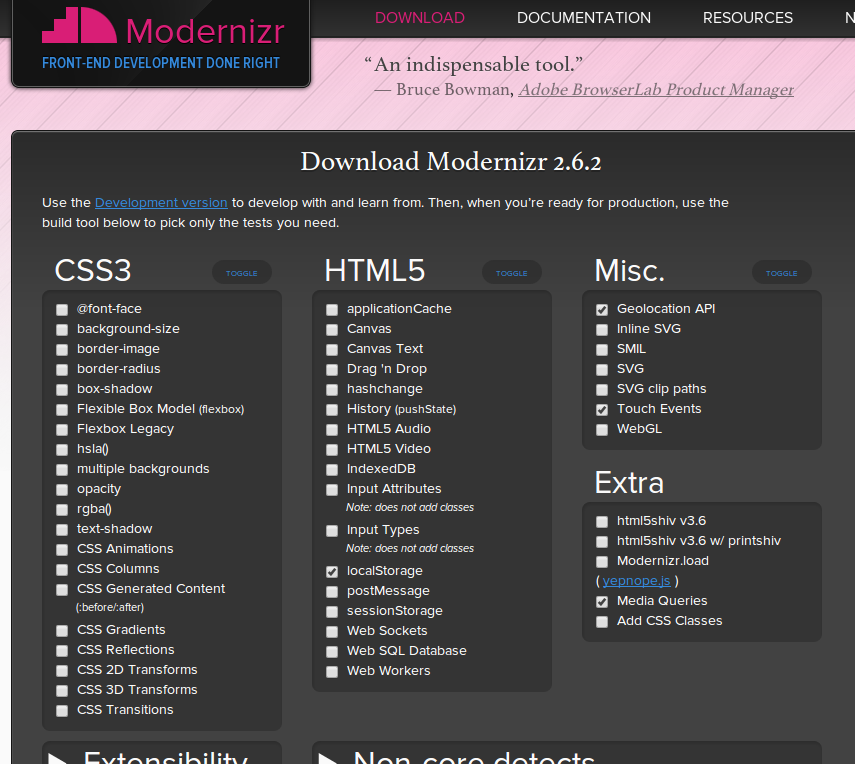 Modernizr
FRONT-END DEVELOPMENT DONE RIGHT
DOWNLOAD
DOCUMENTATION
RESOURCES
N
“An indispensable tool.”
— Bruce Bowman, Adobe BrowserLab Product Manager
Download Modernizr 2.6.2
Use the Development version to develop with and learn from. Then, when you’re ready for production, use the
build tool below to pick only the tests you need.
CSS3
TOGGLE
@font-face
background-size
border-image
border-radius
box-shadow
Flexible Box Model (flexbox)
Flexbox Legacy
hsla()
multiple backgrounds
opacity
rgba()
text-shadow
CSS Animations
CSS Columns
CSS Generated Content
(:before/:after)
CSS Gradients
CSS Reflections
CSS 2D Transforms
CSS 3D Transforms
CSS Transitions
HTML5
TOGGLE
applicationCache
Canvas
Canvas Text
Drag 'n Drop
hashchange
History (pushState)
HTML5 Audio
HTML5 Video
IndexedDB
Input Attributes
Note: does not add classes
Input Types
Note: does not add classes
localStorage
postMessage
sessionStorage
Web Sockets
Web SQL Database
Web Workers
Misc.
TOGGLE
Geolocation API
Inline SVG
SMIL
SVG
SVG clip paths
Touch Events
WebGL
Extra
html5shiv v3.6
html5shiv v3.6 w/ printshiv
Modernizr.load
( yepnope.js )
Media Queries
Add CSS Classes
Extensibility
Non-core detects